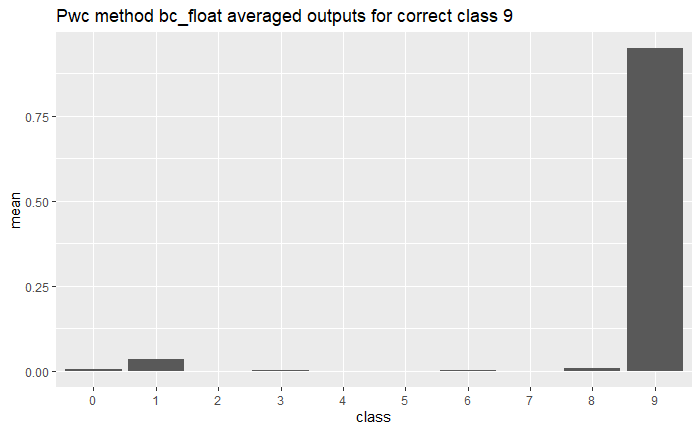 Pwc method bc_float averaged outputs for correct class 9
mean
0.75
0.50
0.25
0.00
0 1 2 3 4 5 6 7 8 9
class